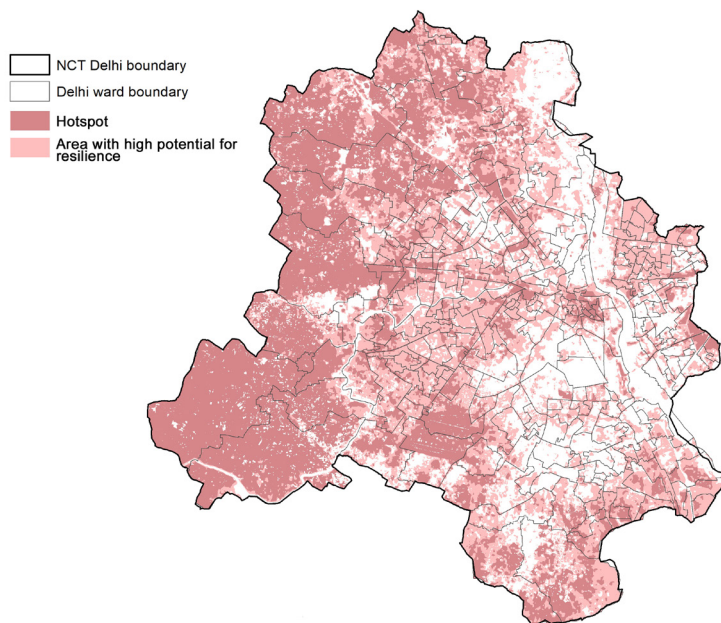 NCT Delhi boundary
Delhi ward boundary
Hotspot
Area with high potential for
resilience